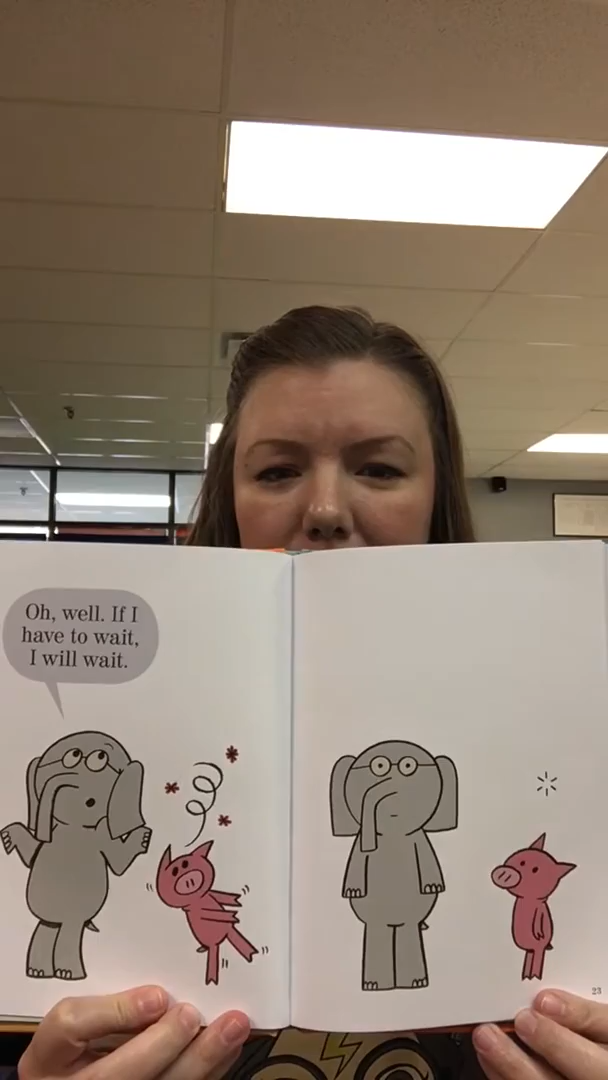 Oh, well. If I
have to wait,
I will wait.
23